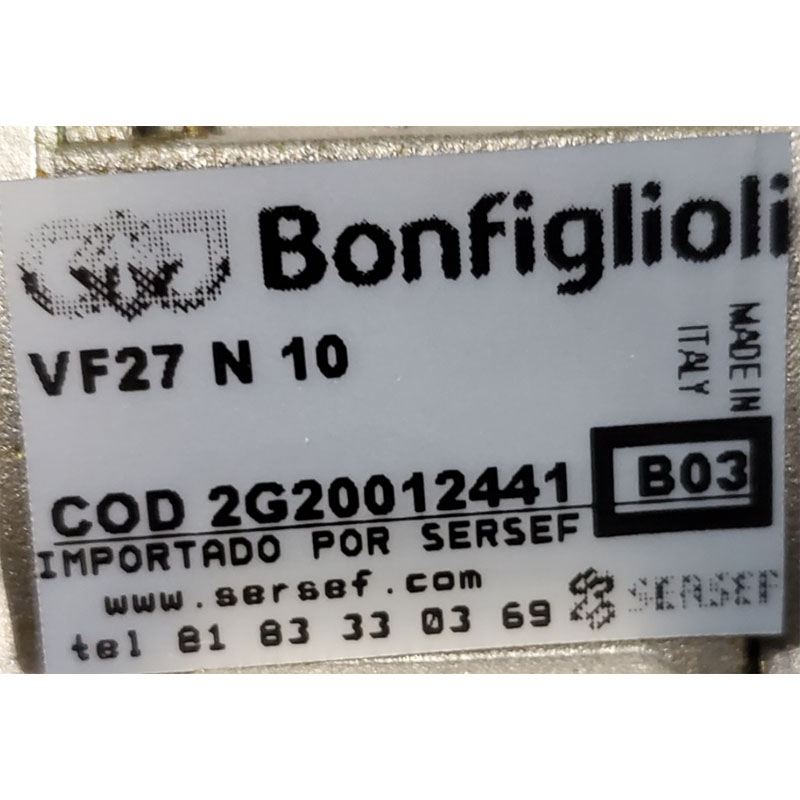 Bonfiglioli
VF27 N 10
MADE IN
ITALY
COD 2G20012441
B03
IMPORTADO POR SERSEF
www.sersef.com
tel 81 83 33 03 69
SERSEF